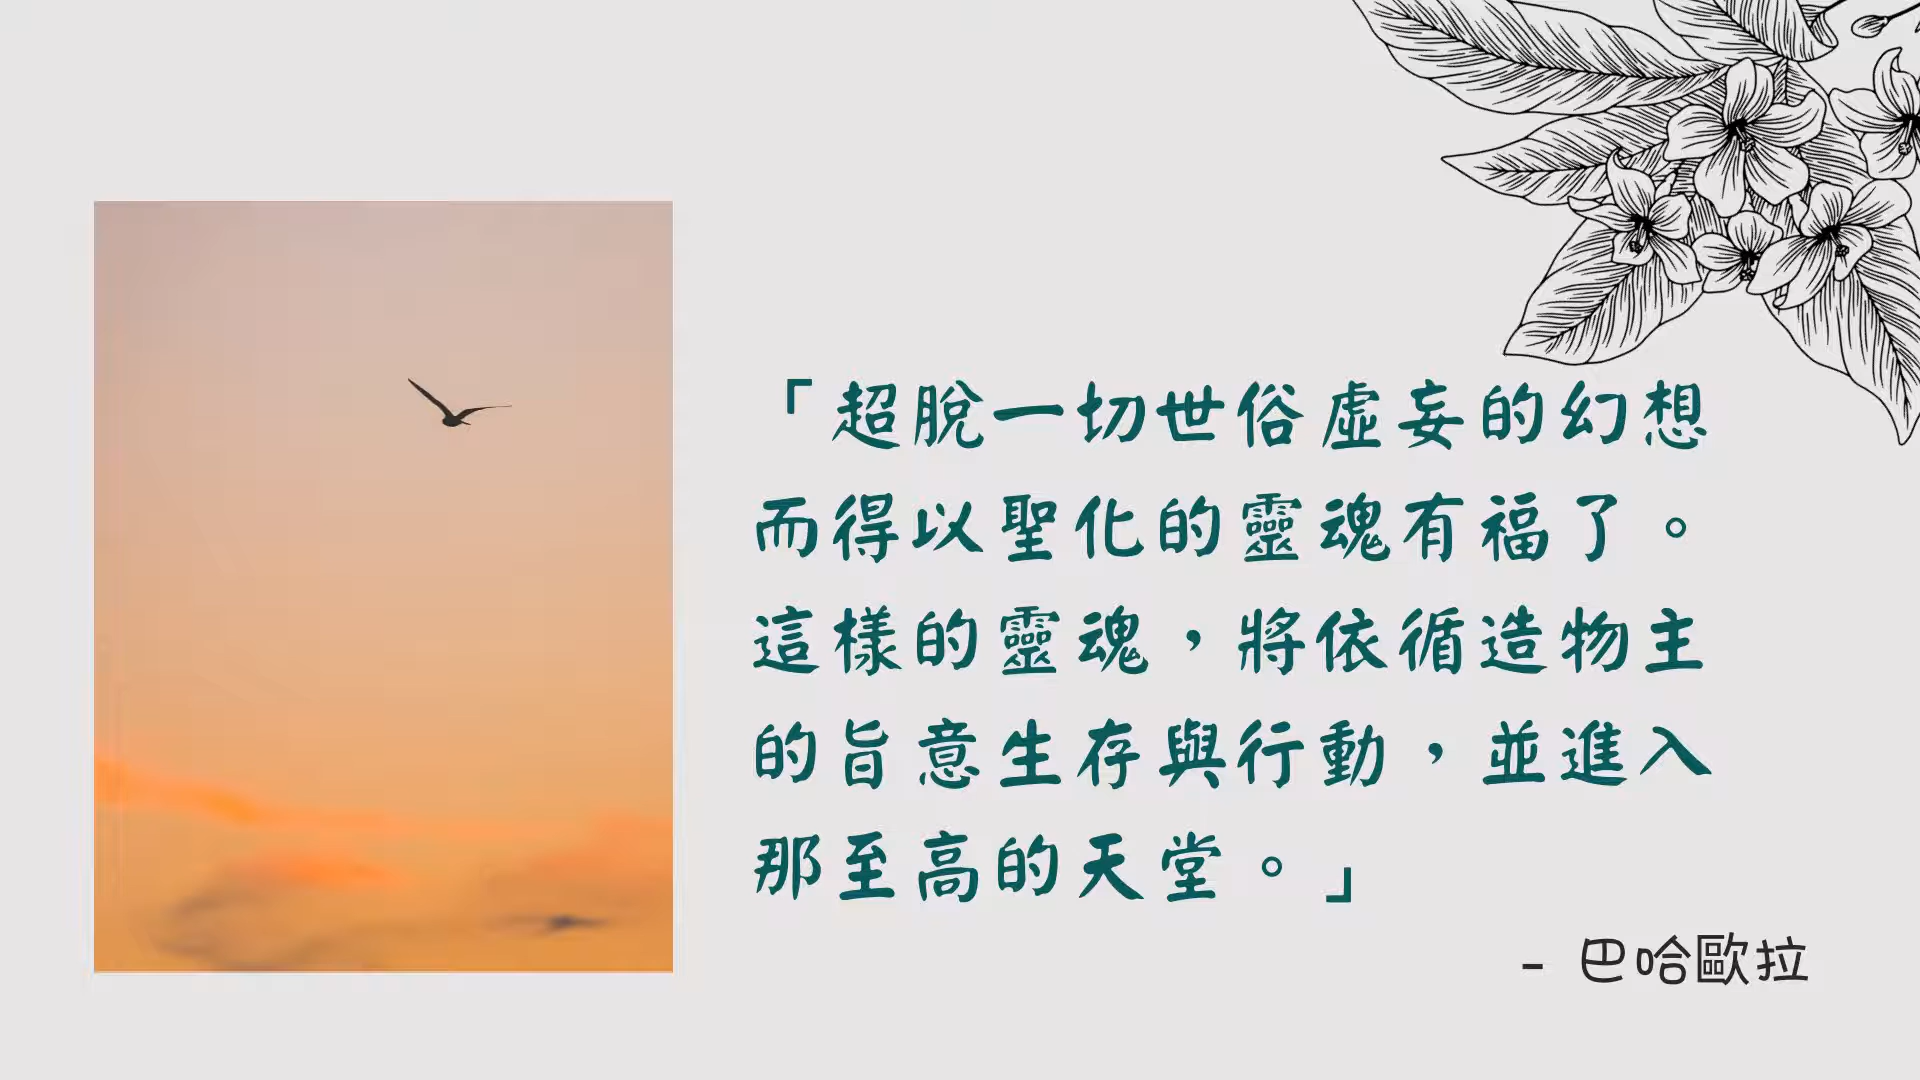 「超脫一切世俗虛妄的幻想
而得以聖化的靈魂有福了。
這樣的靈魂，將依循造物主
的旨意生存與行動，並進入
那至高的天堂。」
- 巴哈歐拉